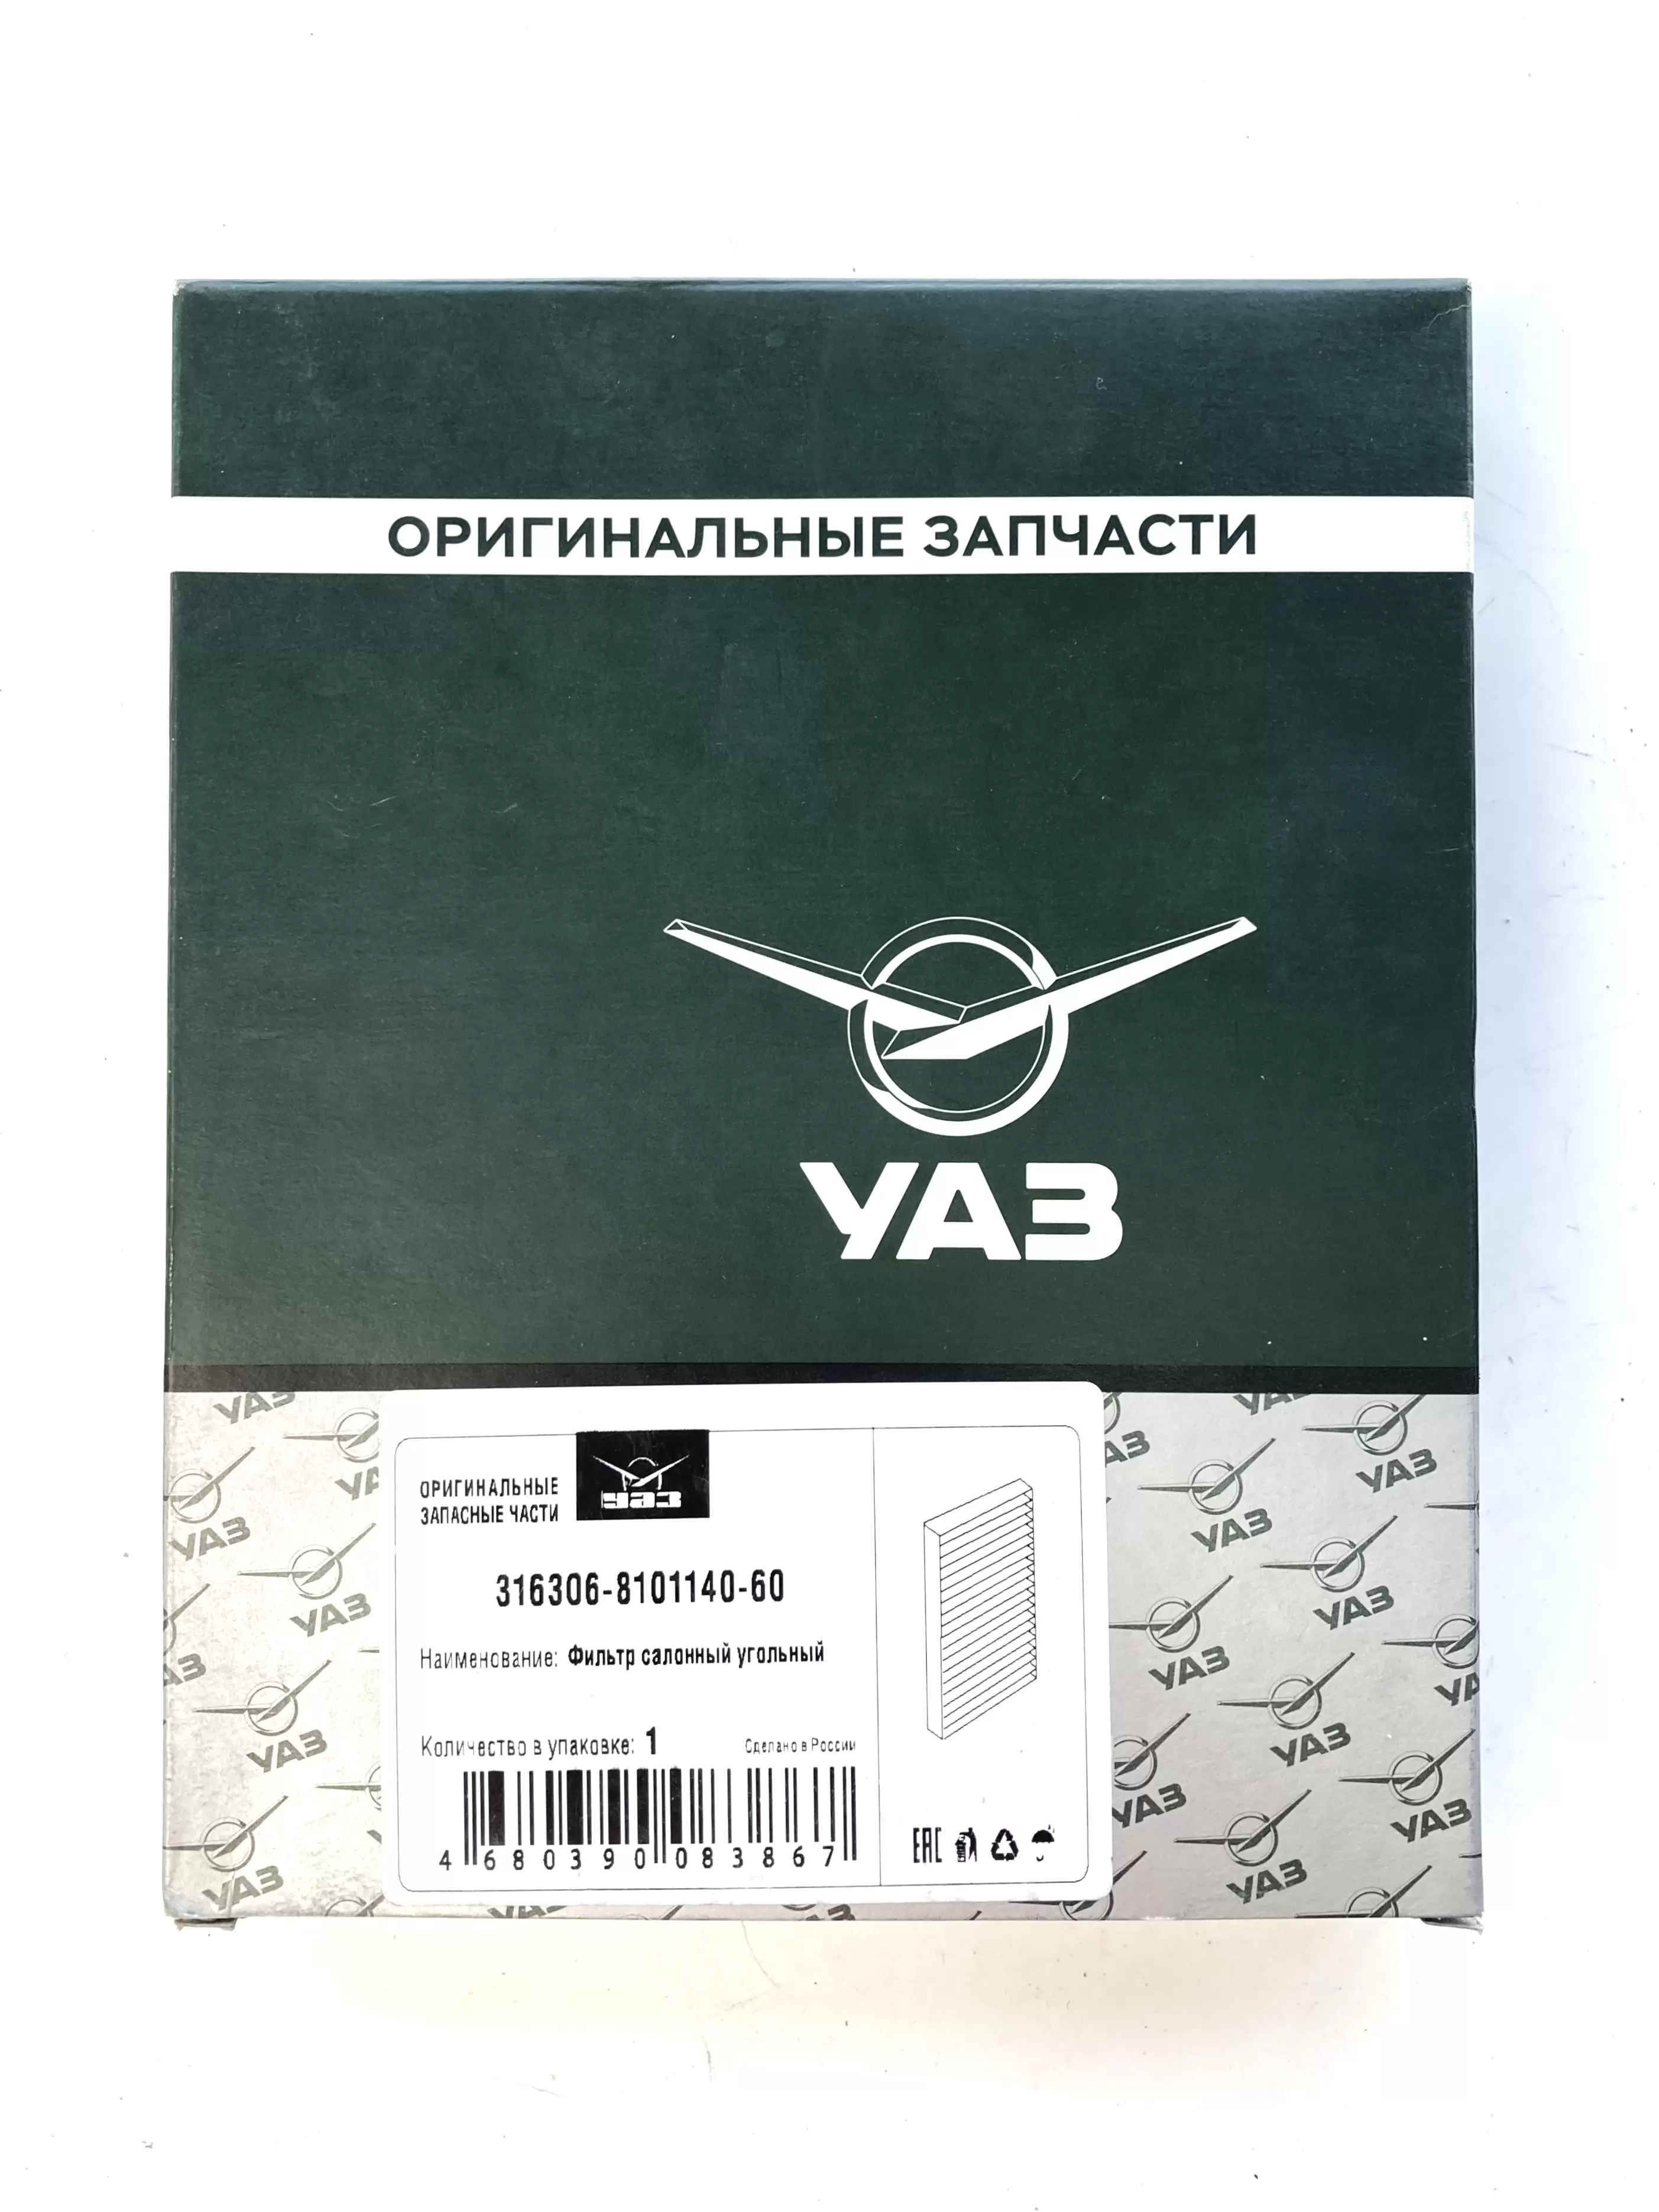 ОРИГИНАЛЬНЫЕ ЗАПЧАСТИ
УАЗ
ОРИГИНАЛЬНЫЕ
ЗАПАСНЫЕ ЧАСТИ
УАЗ
316306-8101140-60
Наименование: Фильтр салонный угольный
Количество в упаковке: 1
Сделано в России
4 680390 083867
EAC